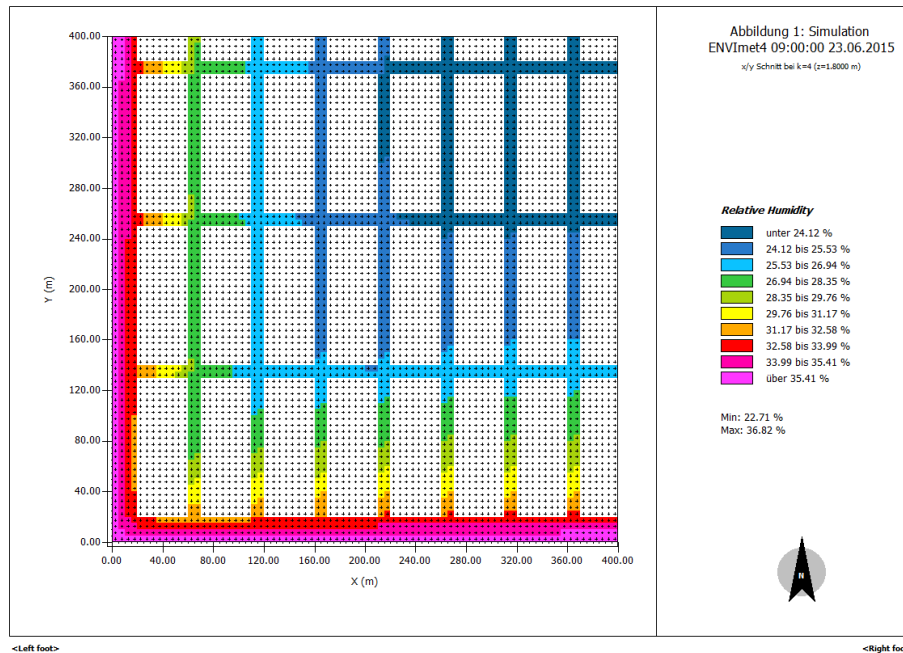 Abbildung 1: Simulation
ENVImet4 09:00:00 23.06.2015
x/y Schnitt bei k=4 (z=1.8000 m)
400.00
360.00
320.00
280.00
240.00
200.00
160.00
120.00
80.00
40.00
0.00
Y (m)
0.00 40.00 80.00 120.00 160.00 200.00 240.00 280.00 320.00 360.00 400.00
X (m)
Relative Humidity
unter 24.12 %
24.12 bis 25.53 %
25.53 bis 26.94 %
26.94 bis 28.35 %
28.35 bis 29.76 %
29.76 bis 31.17 %
31.17 bis 32.58 %
32.58 bis 33.99 %
33.99 bis 35.41 %
über 35.41 %
Min: 22.71 %
Max: 36.82 %
N
<Left foot>
<Right foo